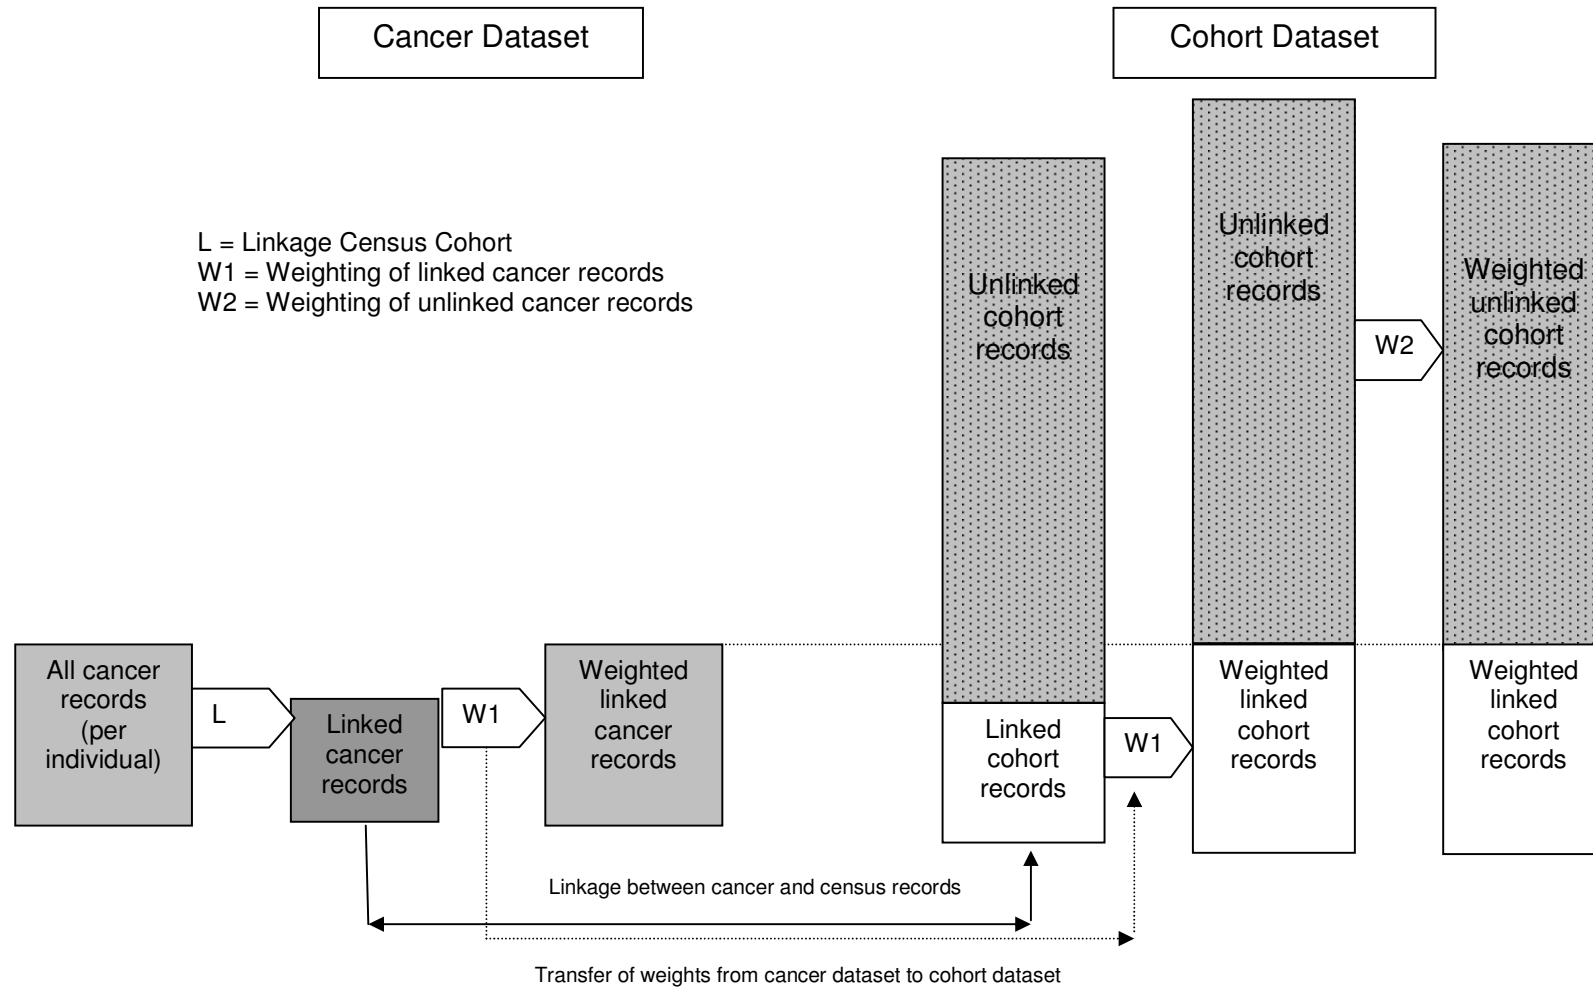 Cancer Dataset
Cohort Dataset
L = Linkage Census Cohort
W1 = Weighting of linked cancer records
W2 = Weighting of unlinked cancer records
Unlinked
cohort
records
Unlinked
cohort
records
W2
Weighted
unlinked
cohort
records
All cancer
records
(per
individual)
L
Linked
cancer
records
W1
Weighted
linked
cancer
records
Linked
cohort
records
W1
Weighted
linked
cohort
records
Weighted
linked
cohort
records
Linkage between cancer and census records
Transfer of weights from cancer dataset to cohort dataset